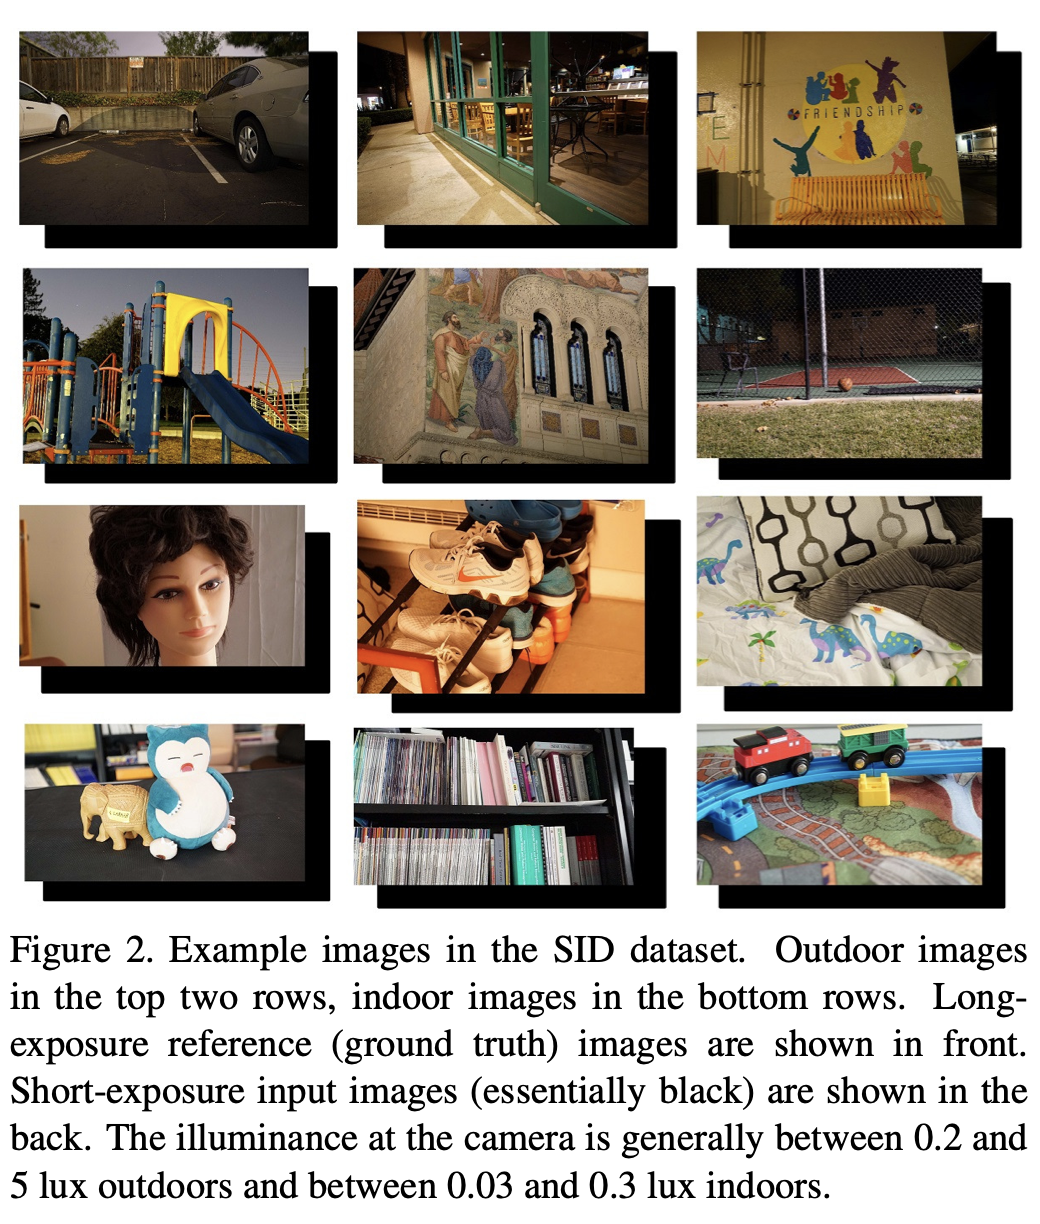 FRIENDSHIP
E
M
Figure 2. Example images in the SID dataset. Outdoor images
in the top two rows, indoor images in the bottom rows. Long-
exposure reference (ground truth) images are shown in front.
Short-exposure input images (essentially black) are shown in the
back. The illuminance at the camera is generally between 0.2 and
5 lux outdoors and between 0.03 and 0.3 lux indoors.